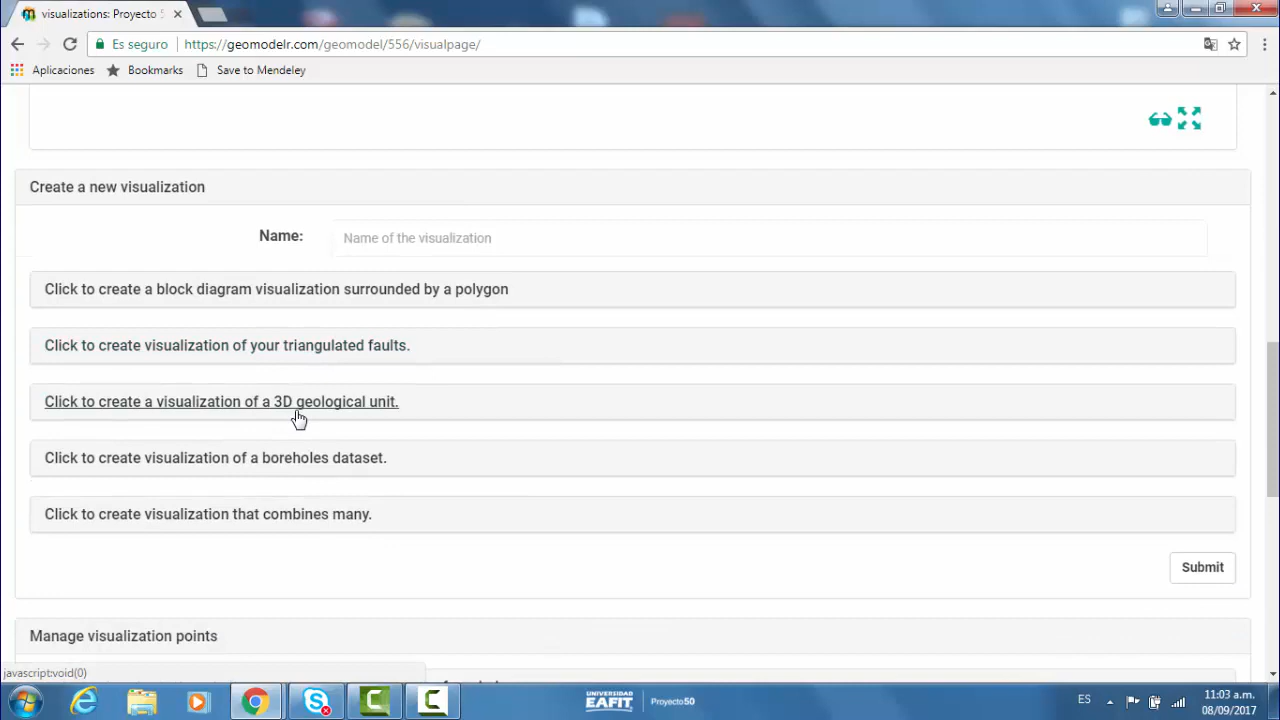 visualizations: Proyecto
Es seguro
https://geomodelr.com/geomodel/556/visualpage/
Aplicaciones
Bookmarks
Save to Mendeley
Create a new visualization
Name:
Name of the visualization
Click to create a block diagram visualization surrounded by a polygon
Click to create visualization of your triangulated faults.
Click to create a visualization of a 3D geological unit.
Click to create visualization of a boreholes dataset.
Click to create visualization that combines many.
Submit
Manage visualization points
javascript:void(0)
UNIVERSIDAD
EAFIT
Proyecto50
ES
11:03 a.m.
08/09/2017